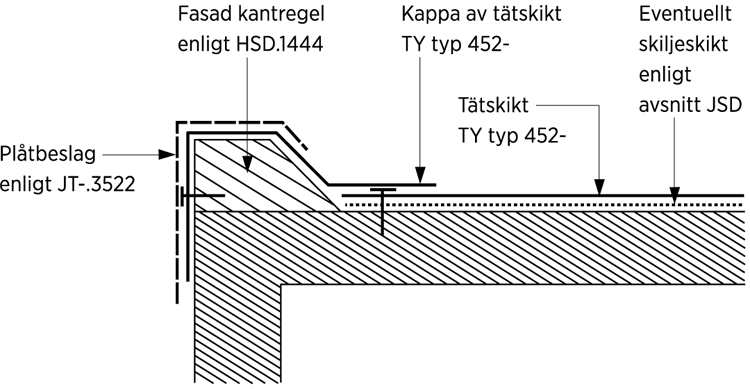 Fasad kantregel
enligt HSD.1444
Kappa av tätskikt
TY typ 452-
Eventuellt
skiljeskikt
enligt
avsnitt JSD
Tätskikt
TY typ 452-
Plåtbeslag
enligt JT-.3522